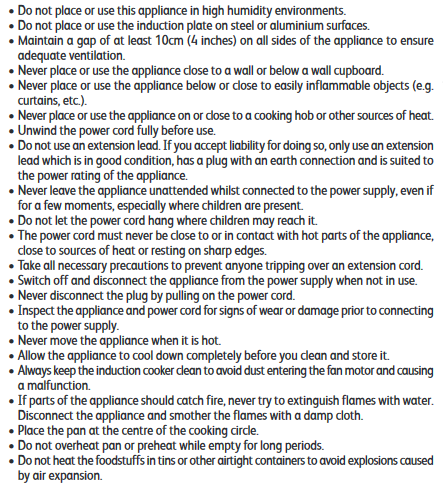 • Do not place or use this appliance in high humidity environments.
• Do not place or use the induction plate on steel or aluminium surfaces.
• Maintain a gap of at least 10cm (4 inches) on all sides of the appliance to ensure
adequate ventilation.
• Never place or use the appliance close to a wall or below a wall cupboard.
• Never place or use the appliance below or close to easily inflammable objects (e.g.
curtains, etc.).
• Never place or use the appliance on or close to a cooking hob or other sources of heat.
• Unwind the power cord fully before use.
• Do not use an extension lead. If you accept liability for doing so, only use an extension
lead which is in good condition, has a plug with an earth connection and is suited to
the power rating of the appliance.
• Never leave the appliance unattended whilst connected to the power supply, even if
for a few moments, especially where children are present.
• Do not let the power cord hang where children may reach it.
• The power cord must never be close to or in contact with hot parts of the appliance,
close to sources of heat or resting on sharp edges.
• Take all necessary precautions to prevent anyone tripping over an extension cord.
• Switch off and disconnect the appliance from the power supply when not in use.
• Never disconnect the plug by pulling on the power cord.
• Inspect the appliance and power cord for signs of wear or damage prior to connecting
to the power supply.
• Never move the appliance when it is hot.
• Allow the appliance to cool down completely before you clean and store it.
• Always keep the induction cooker clean to avoid dust entering the fan motor and causing
a malfunction.
• If parts of the appliance should catch fire, never try to extinguish flames with water.
Disconnect the appliance and smother the flames with a damp cloth.
• Place the pan at the centre of the cooking circle.
• Do not overheat pan or preheat while empty for long periods.
• Do not heat the foodstuffs in tins or other airtight containers to avoid explosions caused
by air expansion.